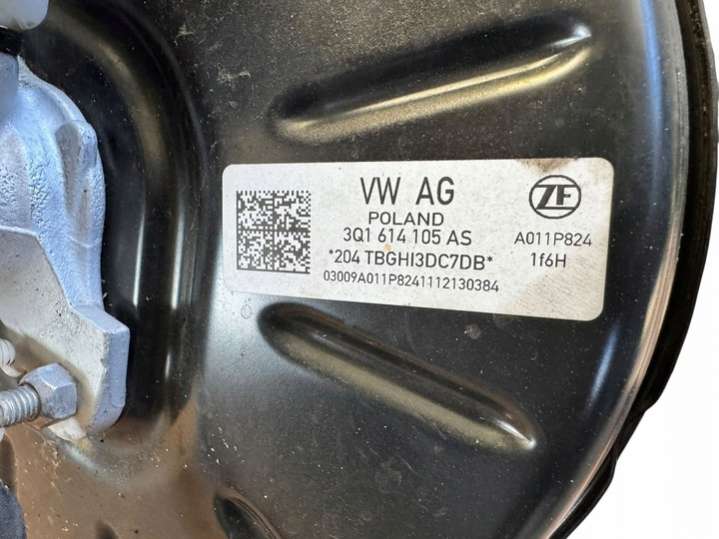 VW AG
POLAND
3Q1 614 105 AS
*204 TBGHI3DC7DB*
03009A011P8241112130384
ZF
A011P824
1f6H